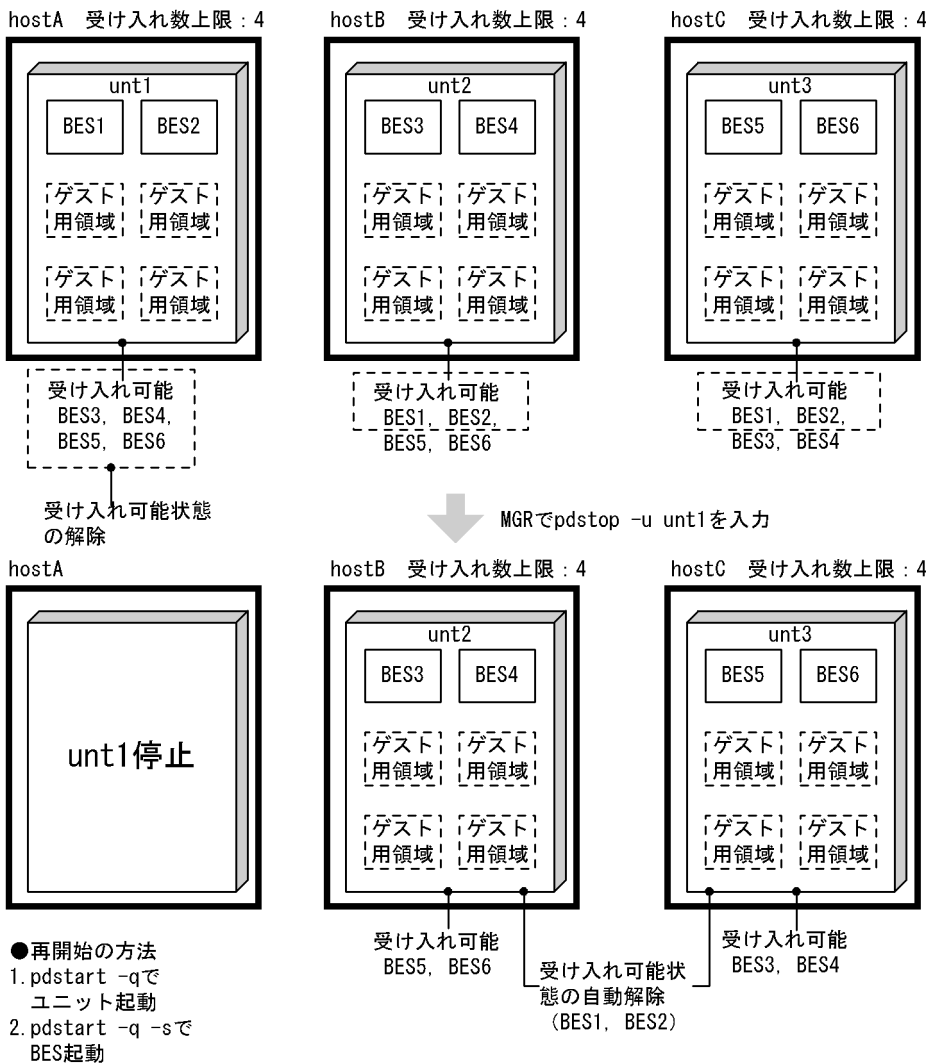 hostA 受け入れ数上限：4
hostB 受け入れ数上限：4
hostC 受け入れ数上限：4
unt1
BES1
BES2
ゲスト
用領域
ゲスト
用領域
ゲスト
用領域
ゲスト
用領域
unt2
BES3
BES4
ゲスト
用領域
ゲスト
用領域
ゲスト
用領域
ゲスト
用領域
unt3
BES5
BES6
ゲスト
用領域
ゲスト
用領域
ゲスト
用領域
ゲスト
用領域
受け入れ可能
BES3, BES4,
BES5, BES6
受け入れ可能
BES1, BES2,
BES5, BES6
受け入れ可能
BES1, BES2,
BES3, BES4
受け入れ可能状態
の解除
MGRでpdstop -u unt1を入力
hostA
hostB 受け入れ数上限：4
hostC 受け入れ数上限：4
unt1停止
unt2
BES3
BES4
ゲスト
用領域
ゲスト
用領域
ゲスト
用領域
ゲスト
用領域
unt3
BES5
BES6
ゲスト
用領域
ゲスト
用領域
ゲスト
用領域
ゲスト
用領域
受け入れ可能
BES5, BES6
受け入れ可能状
態の自動解除
（BES1, BES2）
受け入れ可能
BES3, BES4
●再開始の方法
1.pdstart -qで
ユニット起動
2.pdstart -q -sで
BES起動